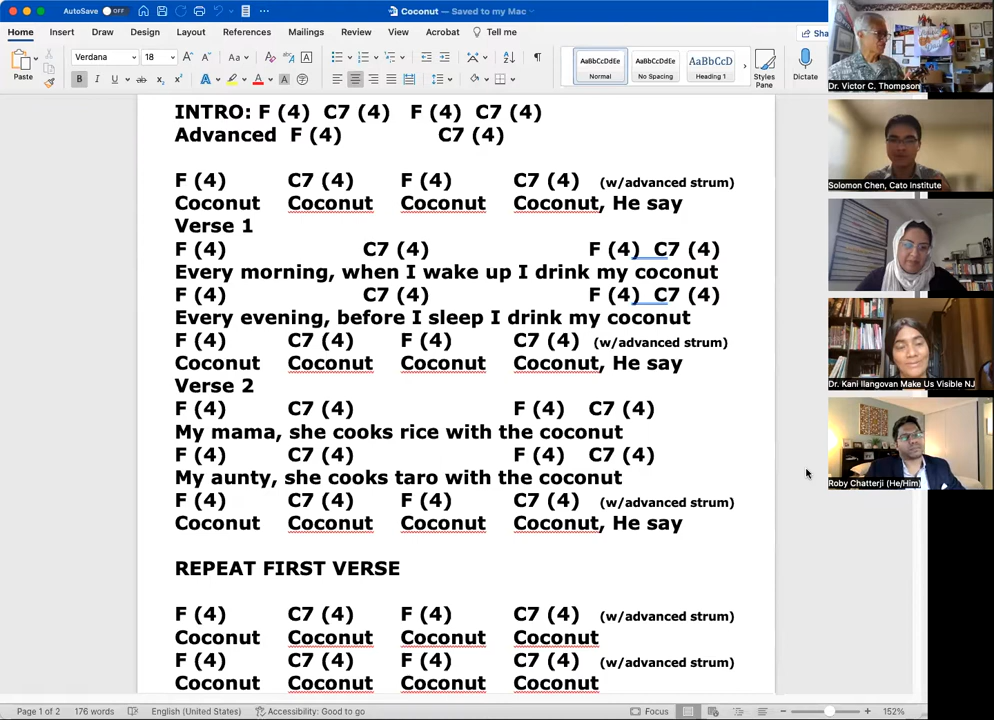 AutoSave OFF
Coconut — Saved to my Mac
Home Insert Draw Design Layout References Mailings Review View Acrobat Tell me
Share
Paste
Verdana 18
AaBbCcDdEe AaBbCcDdEe AaBbCcD
Normal No Spacing Heading 1
Styles Pane
Dictate
INTRO: F (4) C7 (4) F (4) C7 (4)
Advanced F (4) C7 (4)
F (4) C7 (4) F (4) C7 (4) (w/advanced strum)
Coconut Coconut Coconut Coconut, He say
Verse 1
F (4) C7 (4) F (4) C7 (4)
Every morning, when I wake up I drink my coconut
F (4) C7 (4) F (4) C7 (4)
Every evening, before I sleep I drink my coconut
F (4) C7 (4) F (4) C7 (4) (w/advanced strum)
Coconut Coconut Coconut Coconut, He say
Verse 2
F (4) C7 (4) F (4) C7 (4)
My mama, she cooks rice with the coconut
F (4) C7 (4) F (4) C7 (4)
My aunty, she cooks taro with the coconut
F (4) C7 (4) F (4) C7 (4) (w/advanced strum)
Coconut Coconut Coconut Coconut, He say
REPEAT FIRST VERSE
F (4) C7 (4) F (4) C7 (4) (w/advanced strum)
Coconut Coconut Coconut Coconut
F (4) C7 (4) F (4) C7 (4) (w/advanced strum)
Coconut Coconut Coconut Coconut
Page 1 of 2 176 words English (United States) Accessibility: Good to go Focus 152%
Dr. Victor C. Thompson
Solomon Chen, Cato Institute
Dr. Kani Ilangovan Make Us Visible NJ
Roby Chatterji (He/Him)